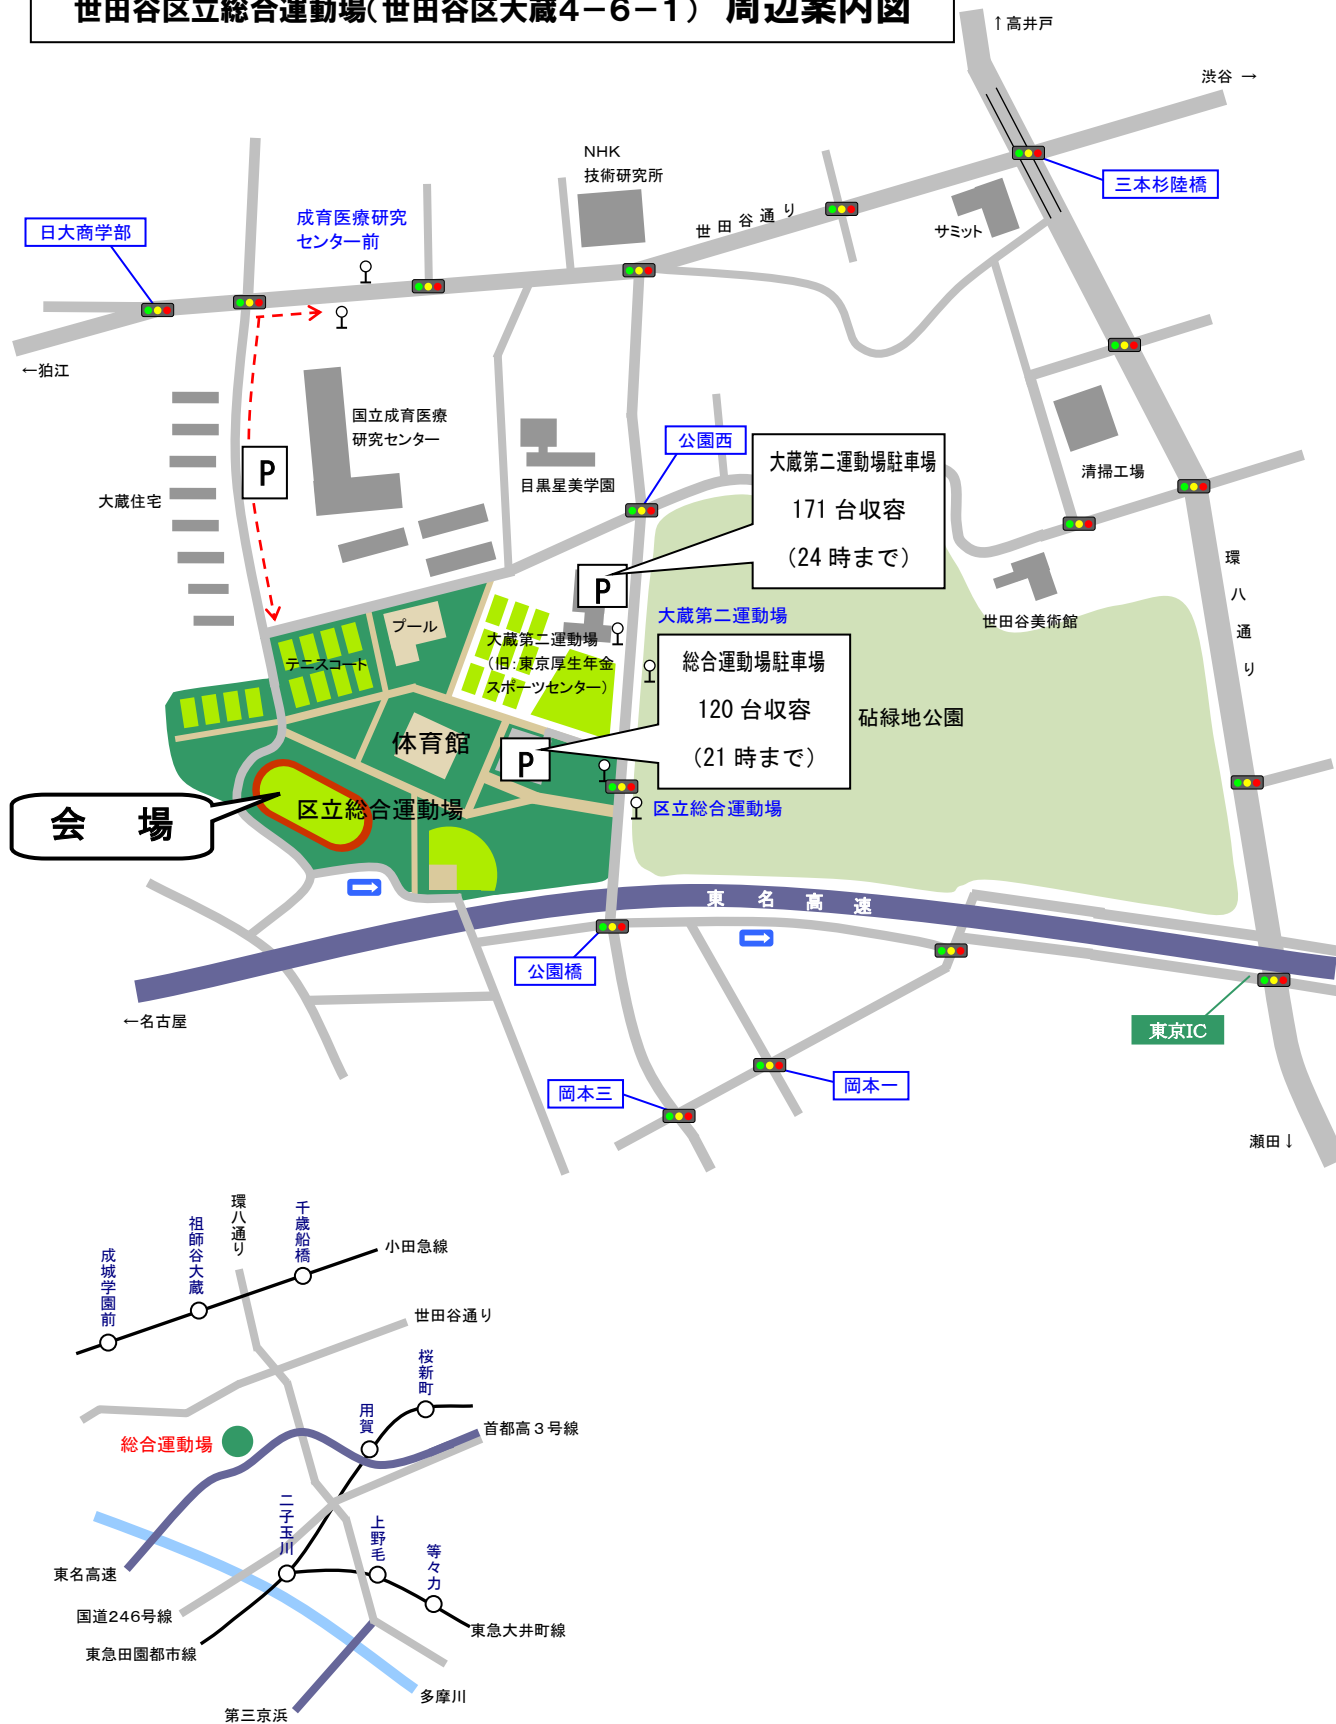 世田谷区立総合運動場(世田谷区大蔵4-6-1) 周辺案内図
↑高井戸
渋谷 →
NHK
技術研究所
三本杉陸橋
世田谷通り
サミット
成育医療研究
センター前
日大商学部
←狛江
国立成育医療
研究センター
公園西
大蔵第二運動場駐車場
171 台収容
(24 時まで)
P
目黒星美学園
清掃工場
大蔵住宅
環八通り
P
世田谷美術館
大蔵第二運動場
プール
大蔵第二運動場
(旧:東京厚生年金
スポーツセンター)
テニスコート
総合運動場駐車場
120 台収容
(21 時まで)
砧緑地公園
体育館
P
区立総合運動場
区立総合運動場
会 場
東名高速
公園橋
←名古屋
東京IC
岡本一
岡本三
瀬田↓
環八通り
千歳船橋
祖師谷大蔵
成城学園前
小田急線
世田谷通り
桜新町
用賀
首都高3号線
総合運動場
二子玉川
上野毛
等々力
東名高速
国道246号線
東急大井町線
東急田園都市線
多摩川
第三京浜